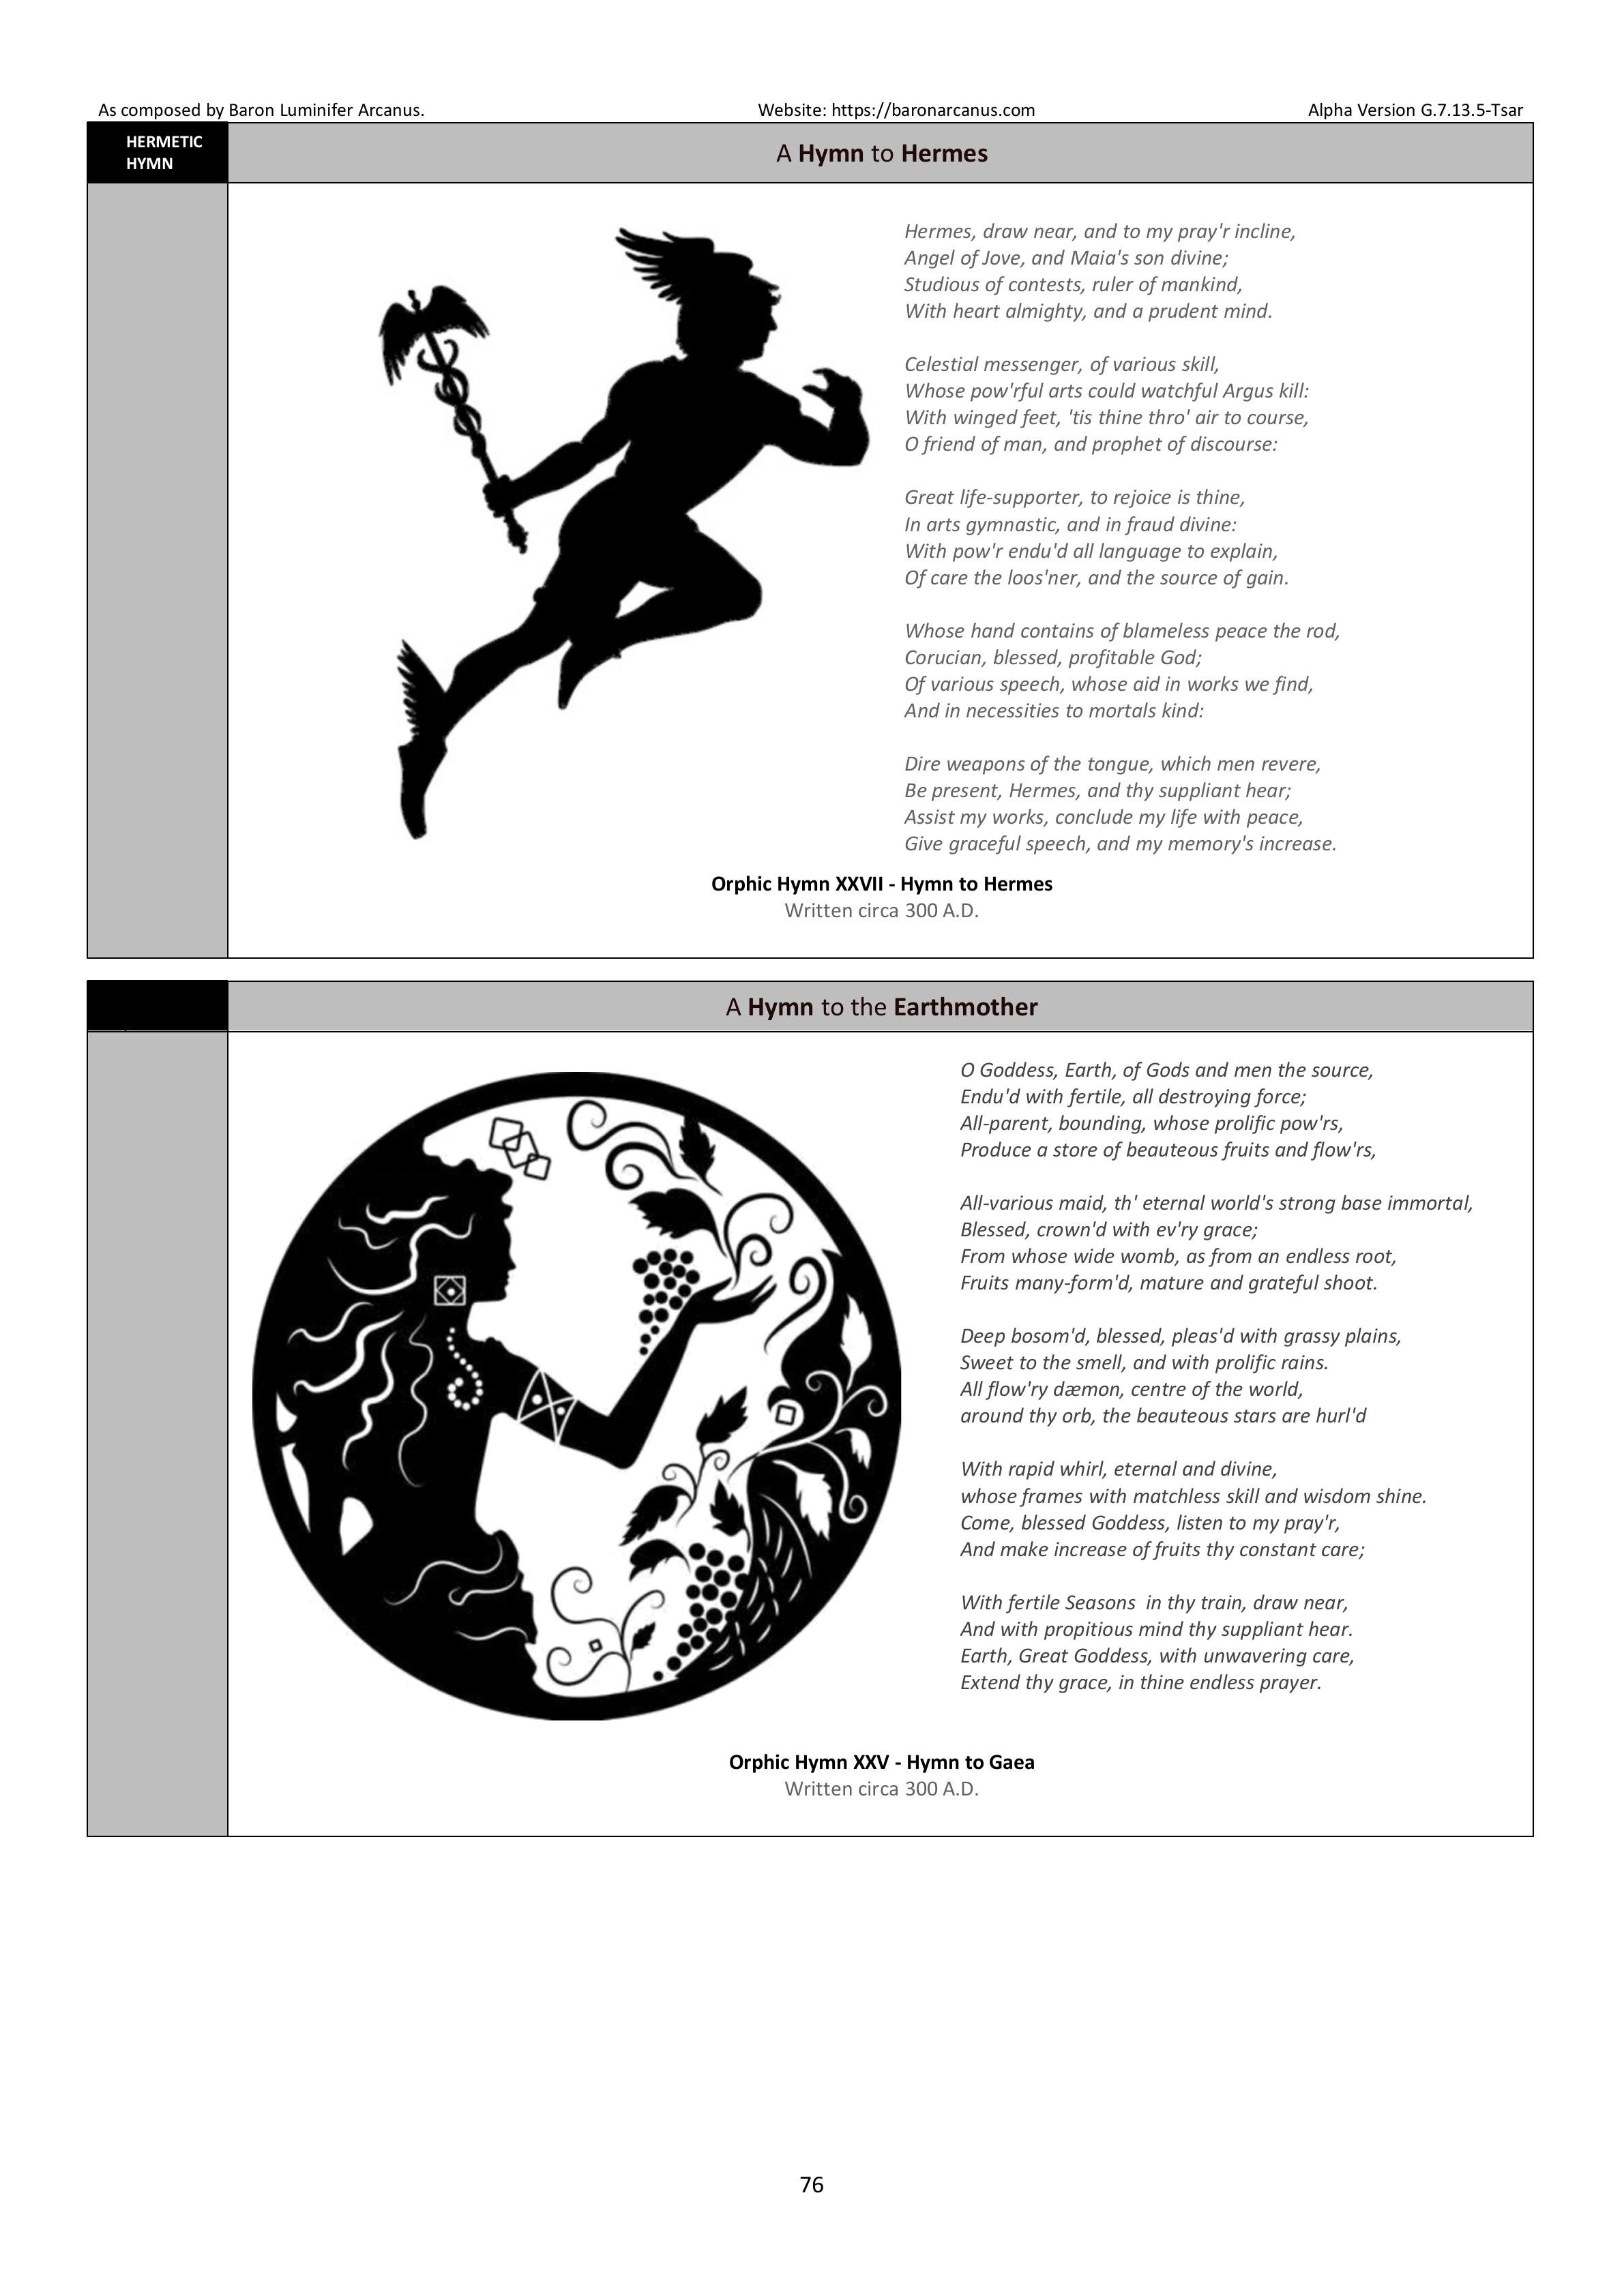 As composed by Baron Luminifer Arcanus. Website: https://baronarcanus.com Alpha Version G.7.13.5-Tsar
HERMETIC
HYMN
A Hymn to Hermes
Hermes, draw near, and to my pray'r incline,
Angel of Jove, and Maia's son divine;
Studious of contests, ruler of mankind,
With heart almighty, and a prudent mind.
Celestial messenger, of various skill,
Whose pow'rful arts could watchful Argus kill:
With winged feet, 'tis thine thro' air to course,
O friend of man, and prophet of discourse:
Great life-supporter, to rejoice is thine,
In arts gymnastic, and in fraud divine:
With pow'r endu'd all language to explain,
Of care the loos'ner, and the source of gain.
Whose hand contains of blameless peace the rod,
Corucian, blessed, profitable God;
Of various speech, whose aid in works we find,
And in necessities to mortals kind:
Dire weapons of the tongue, which men revere,
Be present, Hermes, and thy suppliant hear;
Assist my works, conclude my life with peace,
Give graceful speech, and my memory's increase.
Orphic Hymn XXVII - Hymn to Hermes
Written circa 300 A.D.
A Hymn to the Earthmother
O Goddess, Earth, of Gods and men the source,
Endu'd with fertile, all destroying force;
All-parent, bounding, whose prolific pow'rs,
Produce a store of beauteous fruits and flow'rs,
All-various maid, th' eternal world's strong base immortal,
Blessed, crown'd with ev'ry grace;
From whose wide womb, as from an endless root,
Fruits many-form'd, mature and grateful shoot.
Deep bosom'd, blessed, pleas'd with grassy plains,
Sweet to the smell, and with prolific rains.
All flow'ry dæmon, centre of the world,
around thy orb, the beauteous stars are hurl'd
With rapid whirl, eternal and divine,
whose frames with matchless skill and wisdom shine.
Come, blessed Goddess, listen to my pray'r,
And make increase of fruits thy constant care;
With fertile Seasons  in thy train, draw near,
And with propitious mind thy suppliant hear.
Earth, Great Goddess, with unwavering care,
Extend thy grace, in thine endless prayer.
Orphic Hymn XXV - Hymn to Gaea
Written circa 300 A.D.
76